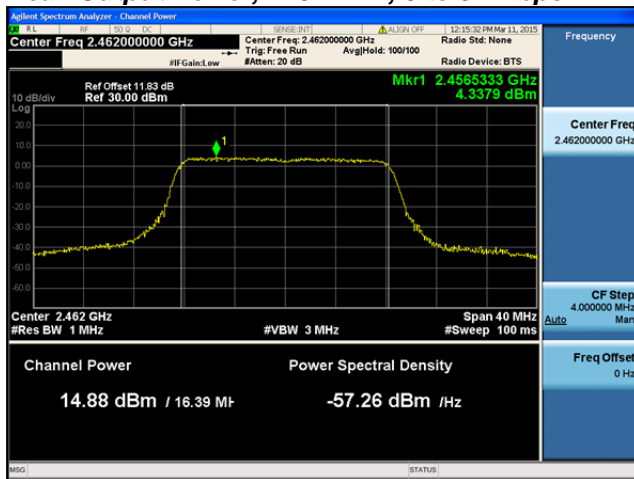 Agilent Spectrum Analyzer - Channel Power
RL RF 50 Ω DC SENSE:INT ALIGN OFF 12:15:32 PM Mar 11, 2015
Center Freq 2.462000000 GHz
Center Freq: 2.462000000 GHz
Radio Std: None
Trig: Free Run Avg|Hold: 100/100
#IFGain:Low #Atten: 20 dB Radio Device: BTS
Frequency
Mkr1 2.4565333 GHz
4.3379 dBm
Ref Offset 11.83 dB
10 dB/div Ref 30.00 dBm
Log
20.0
10.0
0.00
-10.0
-20.0
-30.0
-40.0
-50.0
-60.0
1
Center Freq
2.462000000 GHz
Center 2.462 GHz Span 40 MHz
#Res BW 1 MHz #VBW 3 MHz #Sweep 100 ms
CF Step
4.000000 MHz
Auto Man
Channel Power Power Spectral Density
14.88 dBm / 16.39 MH
-57.26 dBm /Hz
Freq Offset
0 Hz
MSG STATUS